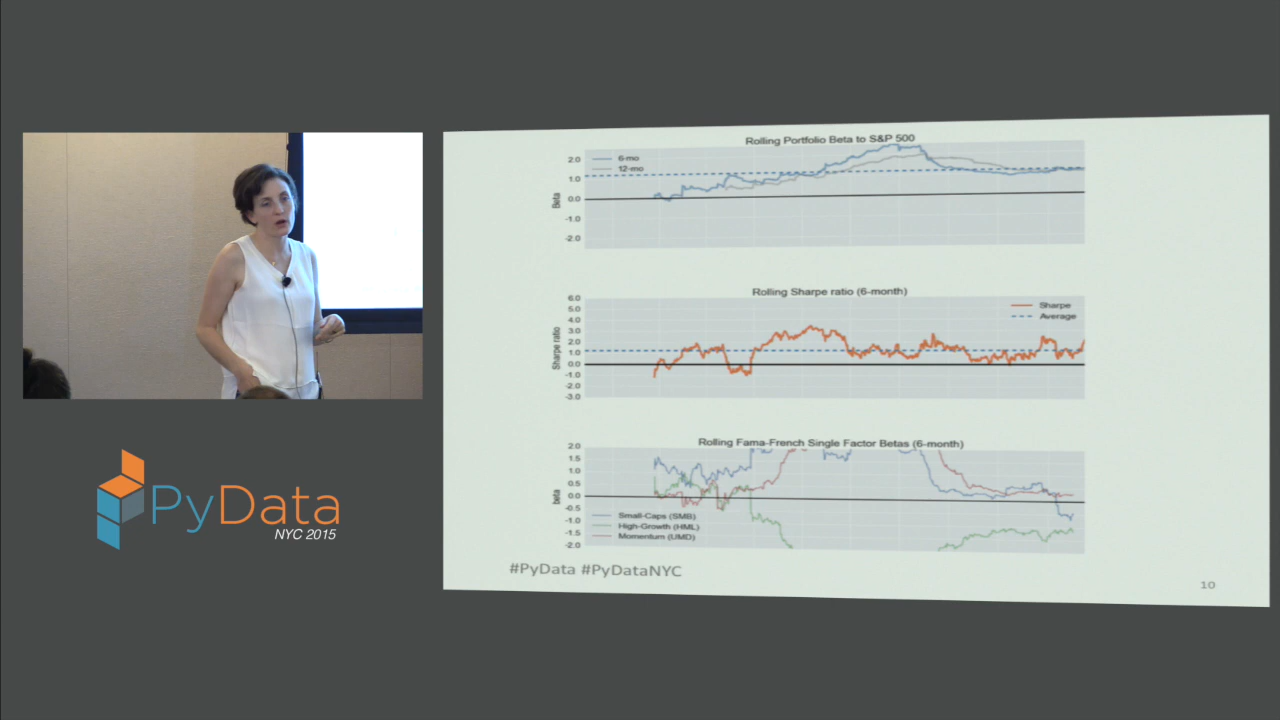 Rolling Portfolio Beta to S&P 500
6-mo
12-mo
2.0
1.0
0.0
-1.0
-2.0
Beta
Rolling Sharpe ratio (6-month)
Sharpe
Average
6.0
5.0
4.0
3.0
2.0
1.0
0.0
-1.0
-2.0
-3.0
Sharpe ratio
Rolling Fama-French Single Factor Betas (6-month)
2.0
1.5
1.0
0.5
0.0
-0.5
-1.0
-1.5
-2.0
beta
Small-Caps (SMB)
High-Growth (HML)
Momentum (UMD)
#PyData #PyDataNYC
10
PyData
NYC 2015